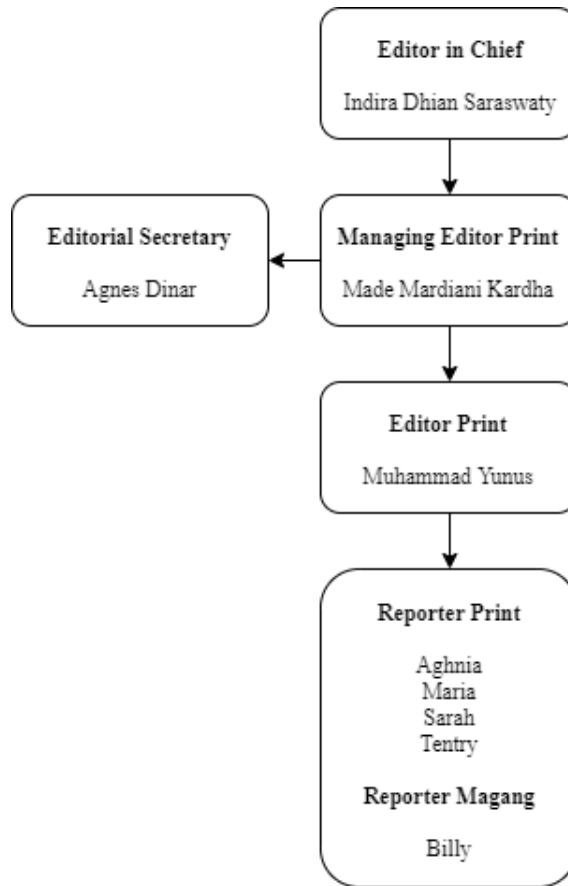 Editor in Chief
Indira Dhian Saraswaty
Editorial Secretary
Agnes Dinar
Managing Editor Print
Made Mardiani Kardha
Editor Print
Muhammad Yunus
Reporter Print
Aghnia
Maria
Sarah
Tentry
Reporter Magang
Billy